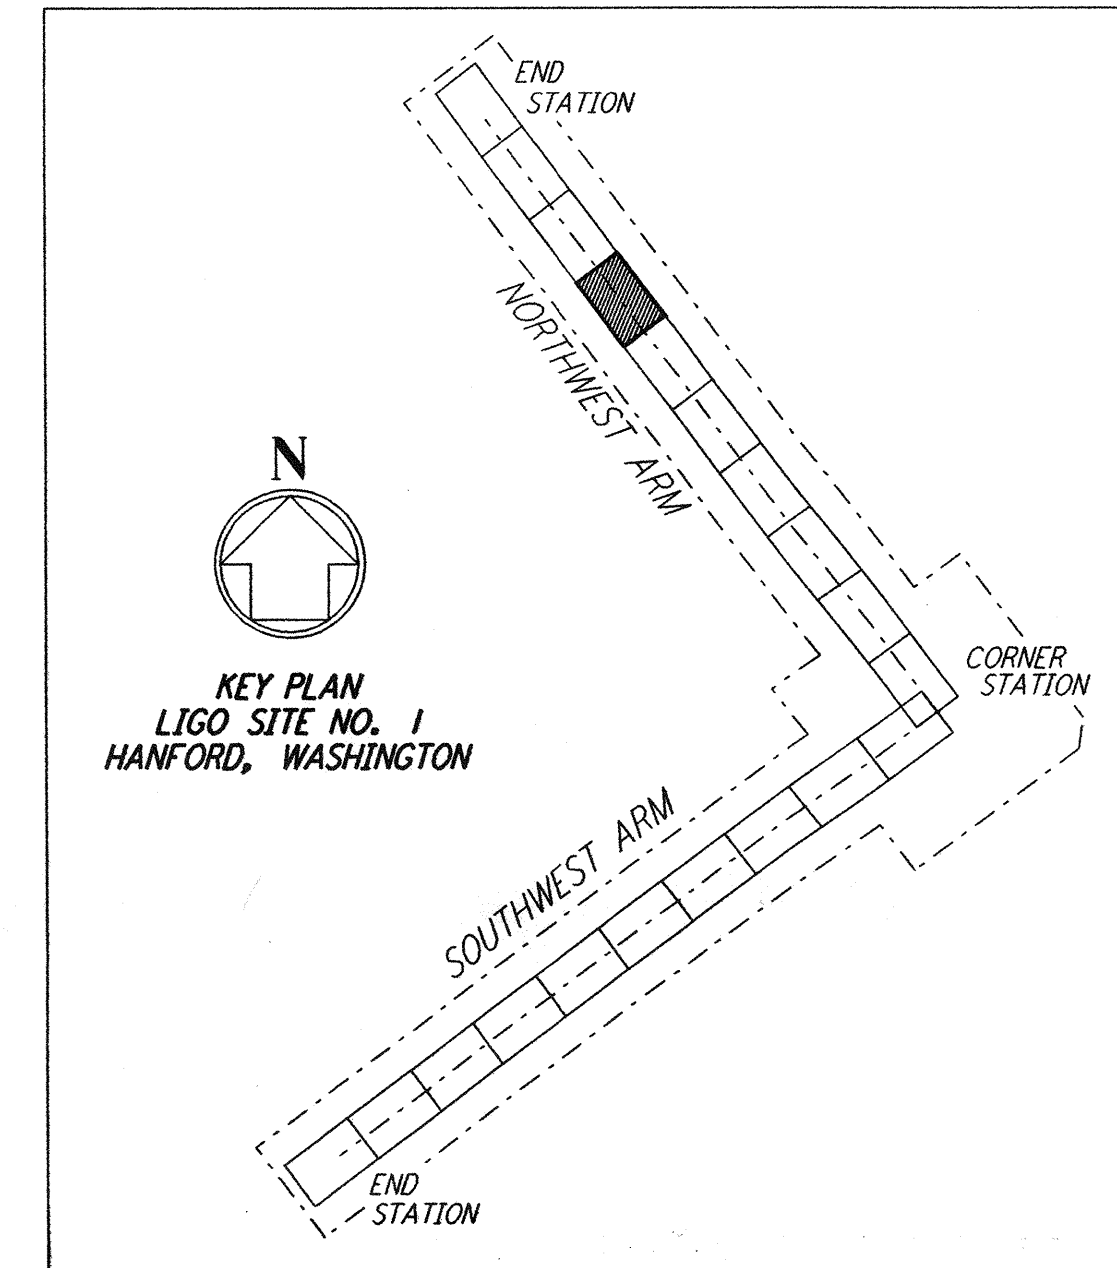 END
STATION
NORTHWEST ARM
N
KEY PLAN
LIGO SITE NO. 1
HANFORD, WASHINGTON
CORNER
STATION
SOUTHWEST ARM
END
STATION